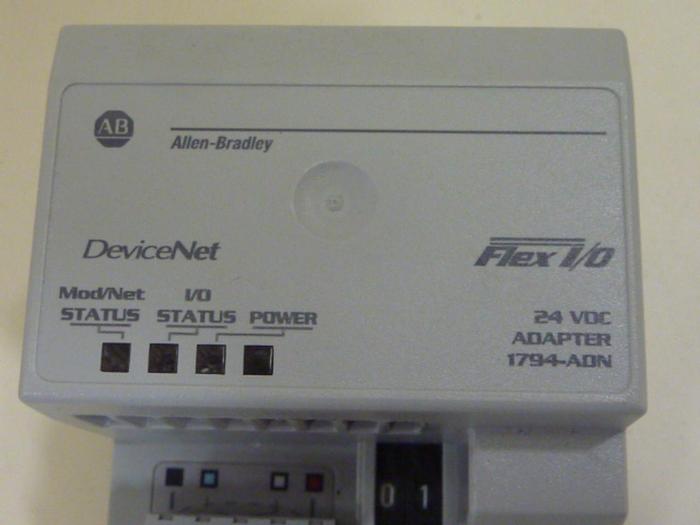 AB
Allen-Bradley
DeviceNet
Flex I/O
Mod/Net
STATUS
I/O
STATUS
POWER
24 VDC
ADAPTER
1794-ADN
0 1